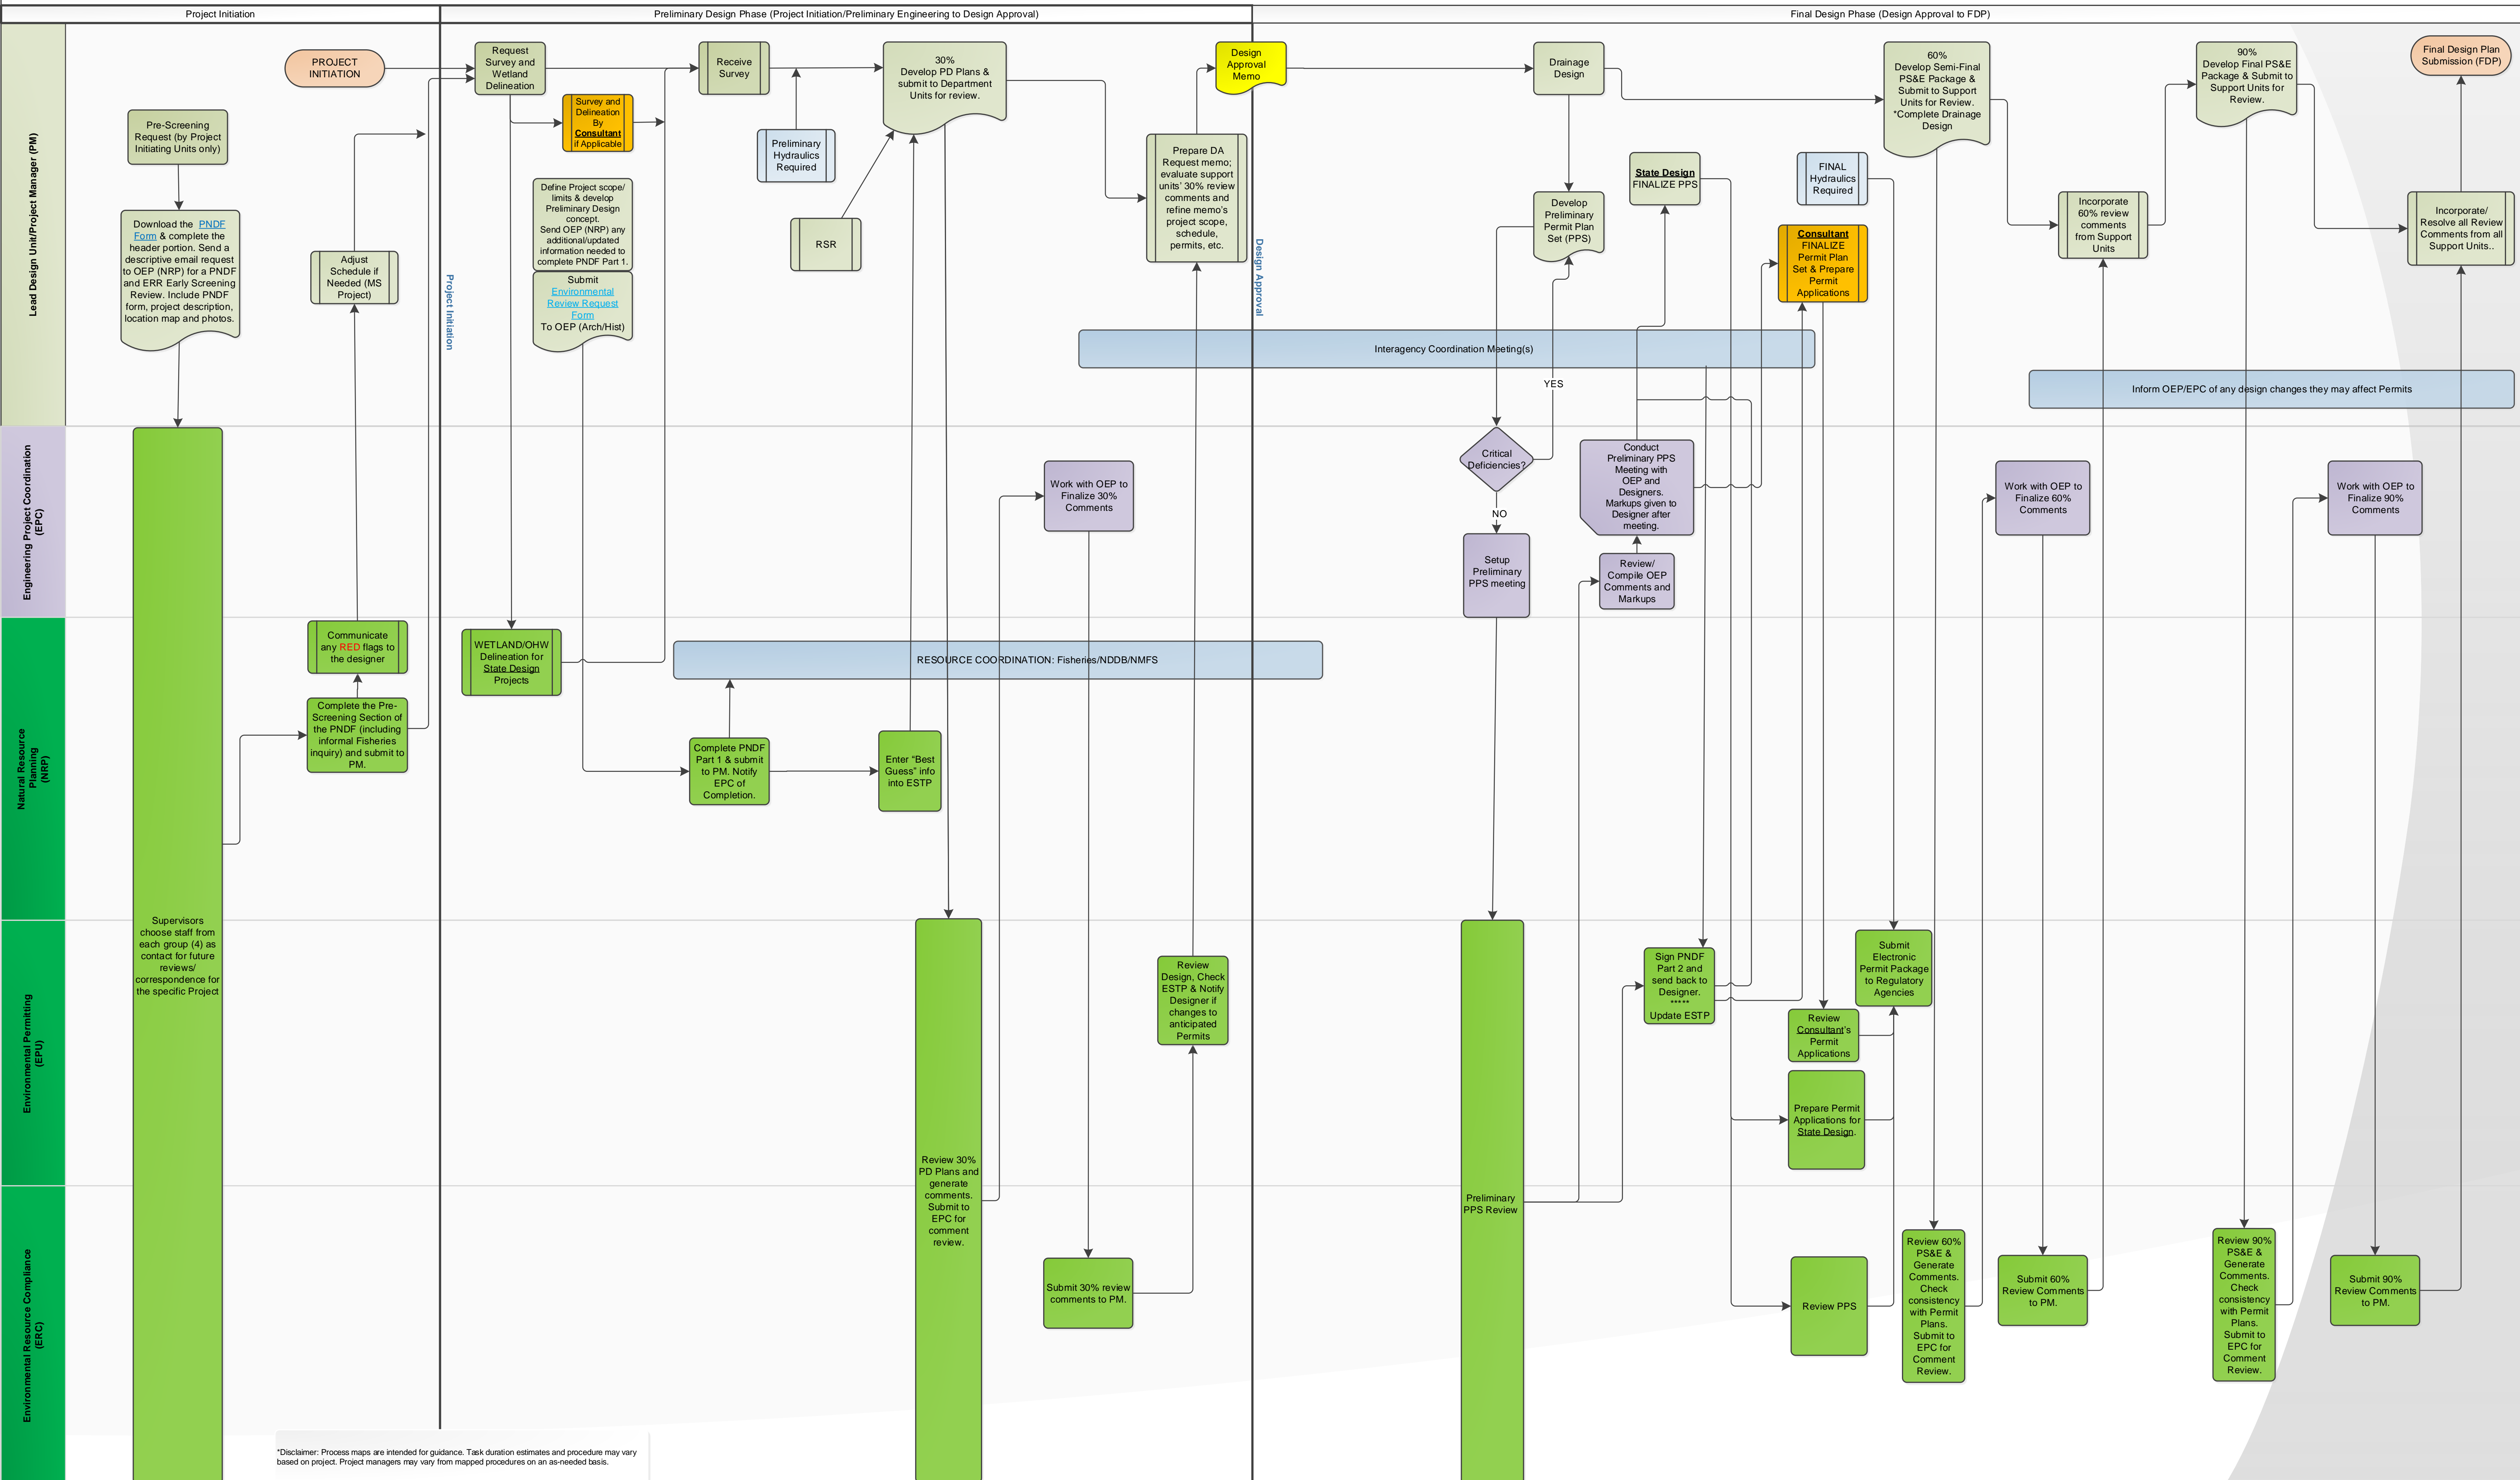 Project Initiation
Preliminary Design Phase (Project Initiation/Preliminary Engineering to Design Approval)
Final Design Phase (Design Approval to FDP)
Lead Design Unit/Project Manager (PM)
PROJECT
INITIATION
Pre-Screening
Request (by Project
Initiating Units only)
Download the PNDF
Form & complete the
header portion. Send a
descriptive email request
to OEP (NRP) for a PNDF
and ERR Early Screening
Review. Include PNDF
form, project description,
location map and photos.
Adjust
Schedule if
Needed (MS
Project)
Project Initiation
Request
Survey and
Wetland
Delineation
Survey and
Delineation
By
Consultant
if Applicable
Define Project scope/
limits & develop
Preliminary Design
concept.
Send OEP (NRP) any
additional/updated
information needed to
complete PNDF Part 1.
Submit
Environmental
Review Request
Form
To OEP (Arch/Hist)
Receive
Survey
Preliminary
Hydraulics
Required
RSR
30%
Develop PD Plans &
submit to Department
Units for review.
Prepare DA
Request memo;
evaluate support
units' 30% review
comments and
refine memo's
project scope,
schedule,
permits, etc.
Design
Approval
Memo
Design Approval
Drainage
Design
Develop
Preliminary
Permit Plan
Set (PPS)
State Design
FINALIZE PPS
FINAL
Hydraulics
Required
Consultant
FINALIZE
Permit Plan
Set & Prepare
Permit
Applications
60%
Develop Semi-Final
PS&E Package &
Submit to Support
Units for Review.
*Complete Drainage
Design
Incorporate
60% review
comments
from Support
Units
90%
Develop Final PS&E
Package & Submit to
Support Units for
Review.
Final Design Plan
Submission (FDP)
Incorporate/
Resolve all Review
Comments from all
Support Units..
Interagency Coordination Meeting(s)
Inform OEP/EPC of any design changes they may affect Permits
YES
Engineering Project Coordination
(EPC)
Work with OEP to
Finalize 30%
Comments
Critical
Deficiencies?
NO
Setup
Preliminary
PPS meeting
Conduct
Preliminary PPS
Meeting with
OEP and
Designers.
Markups given to
Designer after
meeting.
Review/
Compile OEP
Comments and
Markups
Work with OEP to
Finalize 60%
Comments
Work with OEP to
Finalize 90%
Comments
Natural Resource
Planning
(NRP)
Communicate
any RED flags to
the designer
Complete the Pre-
Screening Section of
the PNDF (including
informal Fisheries
inquiry) and submit to
PM.
WETLAND/OHW
Delineation for
State Design
Projects
RESOURCE COORDINATION: Fisheries/NDDB/NMFS
Complete PNDF
Part 1 & submit
to PM. Notify
EPC of
Completion.
Enter “Best
Guess” info
into ESTP
Environmental Permitting
(EPU)
Supervisors
choose staff from
each group (4) as
contact for future
reviews/
correspondence for
the specific Project
Review 30%
PD Plans and
generate
comments.
Submit to
EPC for
comment
review.
Review
Design, Check
ESTP & Notify
Designer if
changes to
anticipated
Permits
Preliminary
PPS Review
Sign PNDF
Part 2 and
send back to
Designer.
*****
Update ESTP
Submit
Electronic
Permit Package
to Regulatory
Agencies
Review
Consultant's
Permit
Applications
Prepare Permit
Applications for
State Design.
Environmental Resource Compliance
(ERC)
Submit 30% review
comments to PM.
Review PPS
Review 60%
PS&E &
Generate
Comments.
Check
consistency
with Permit
Plans.
Submit to
EPC for
Comment
Review.
Submit 60%
Review Comments
to PM.
Review 90%
PS&E &
Generate
Comments.
Check
consistency
with Permit
Plans.
Submit to
EPC for
Comment
Review.
Submit 90%
Review Comments
to PM.
*Disclaimer: Process maps are intended for guidance. Task duration estimates and procedure may vary
based on project. Project managers may vary from mapped procedures on an as-needed basis.